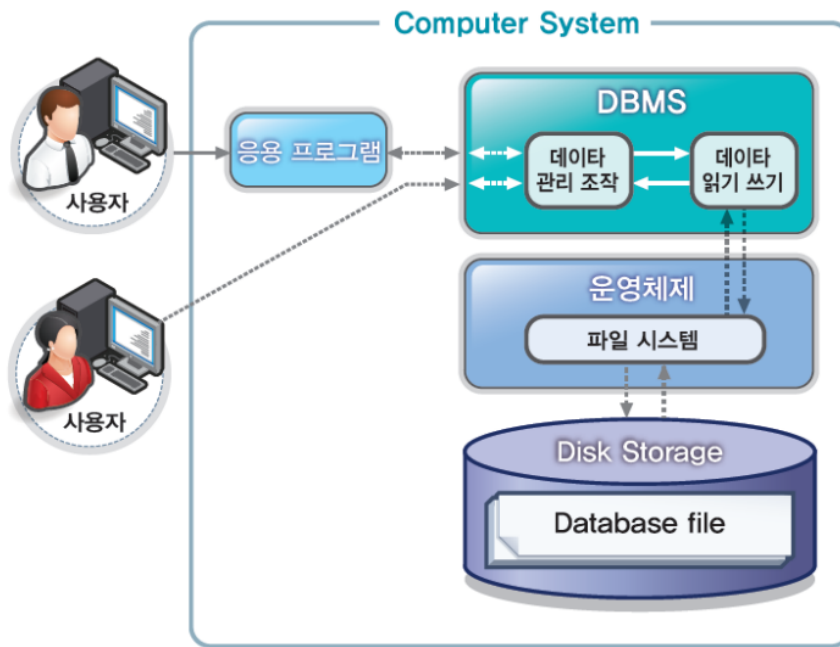 Computer System
사용자
응용 프로그램
DBMS
데이타
관리 조작
데이타
읽기 쓰기
사용자
운영체제
파일 시스템
Disk Storage
Database file